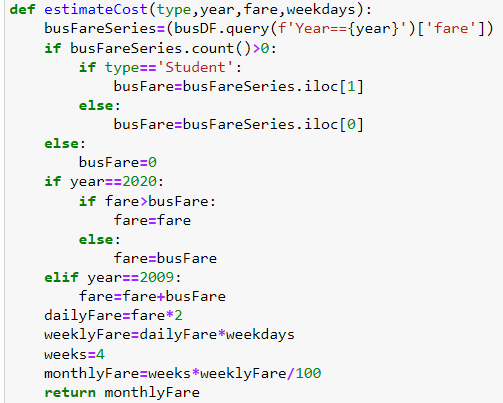 def estimateCost(type,year,fare,weekdays):
    busFareSeries=(busDF.query(f'Year=={year}')['fare'])
    if busFareSeries.count()>0:
        if type=='Student':
            busFare=busFareSeries.iloc[1]
        else:
            busFare=busFareSeries.iloc[0]
    else:
        busFare=0
    if year==2020:
        if fare>busFare:
            fare=fare
        else:
            fare=busFare
    elif year==2009:
        fare=fare+busFare
    dailyFare=fare*2
    weeklyFare=dailyFare*weekdays
    weeks=4
    monthlyFare=weeks*weeklyFare/100
    return monthlyFare